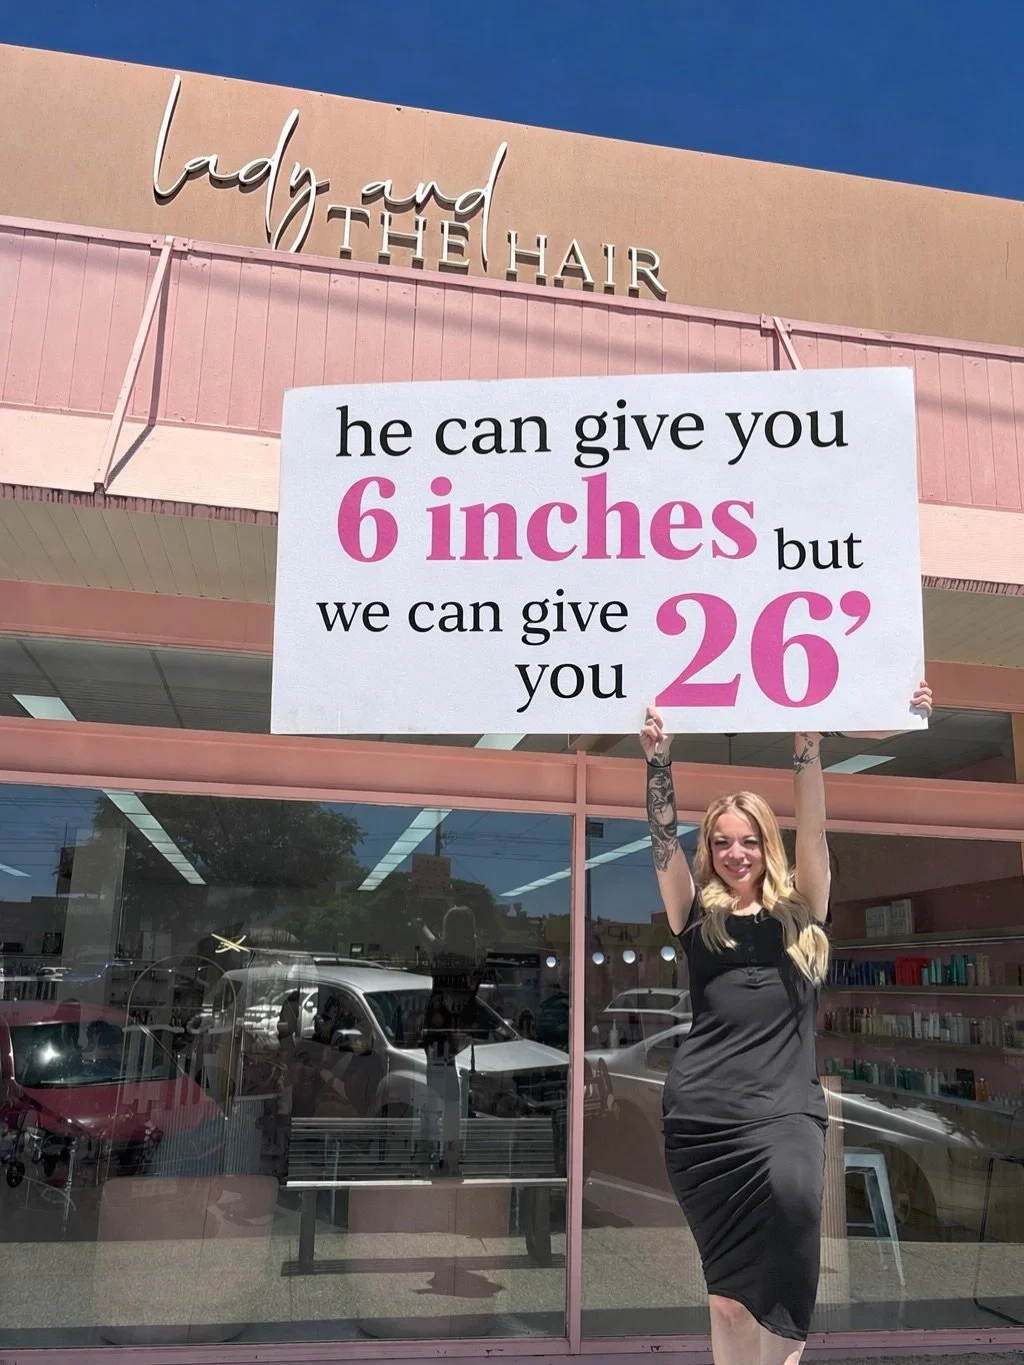 lady and
THE HAIR
he can give you
6 inches but
we can give 26’
you